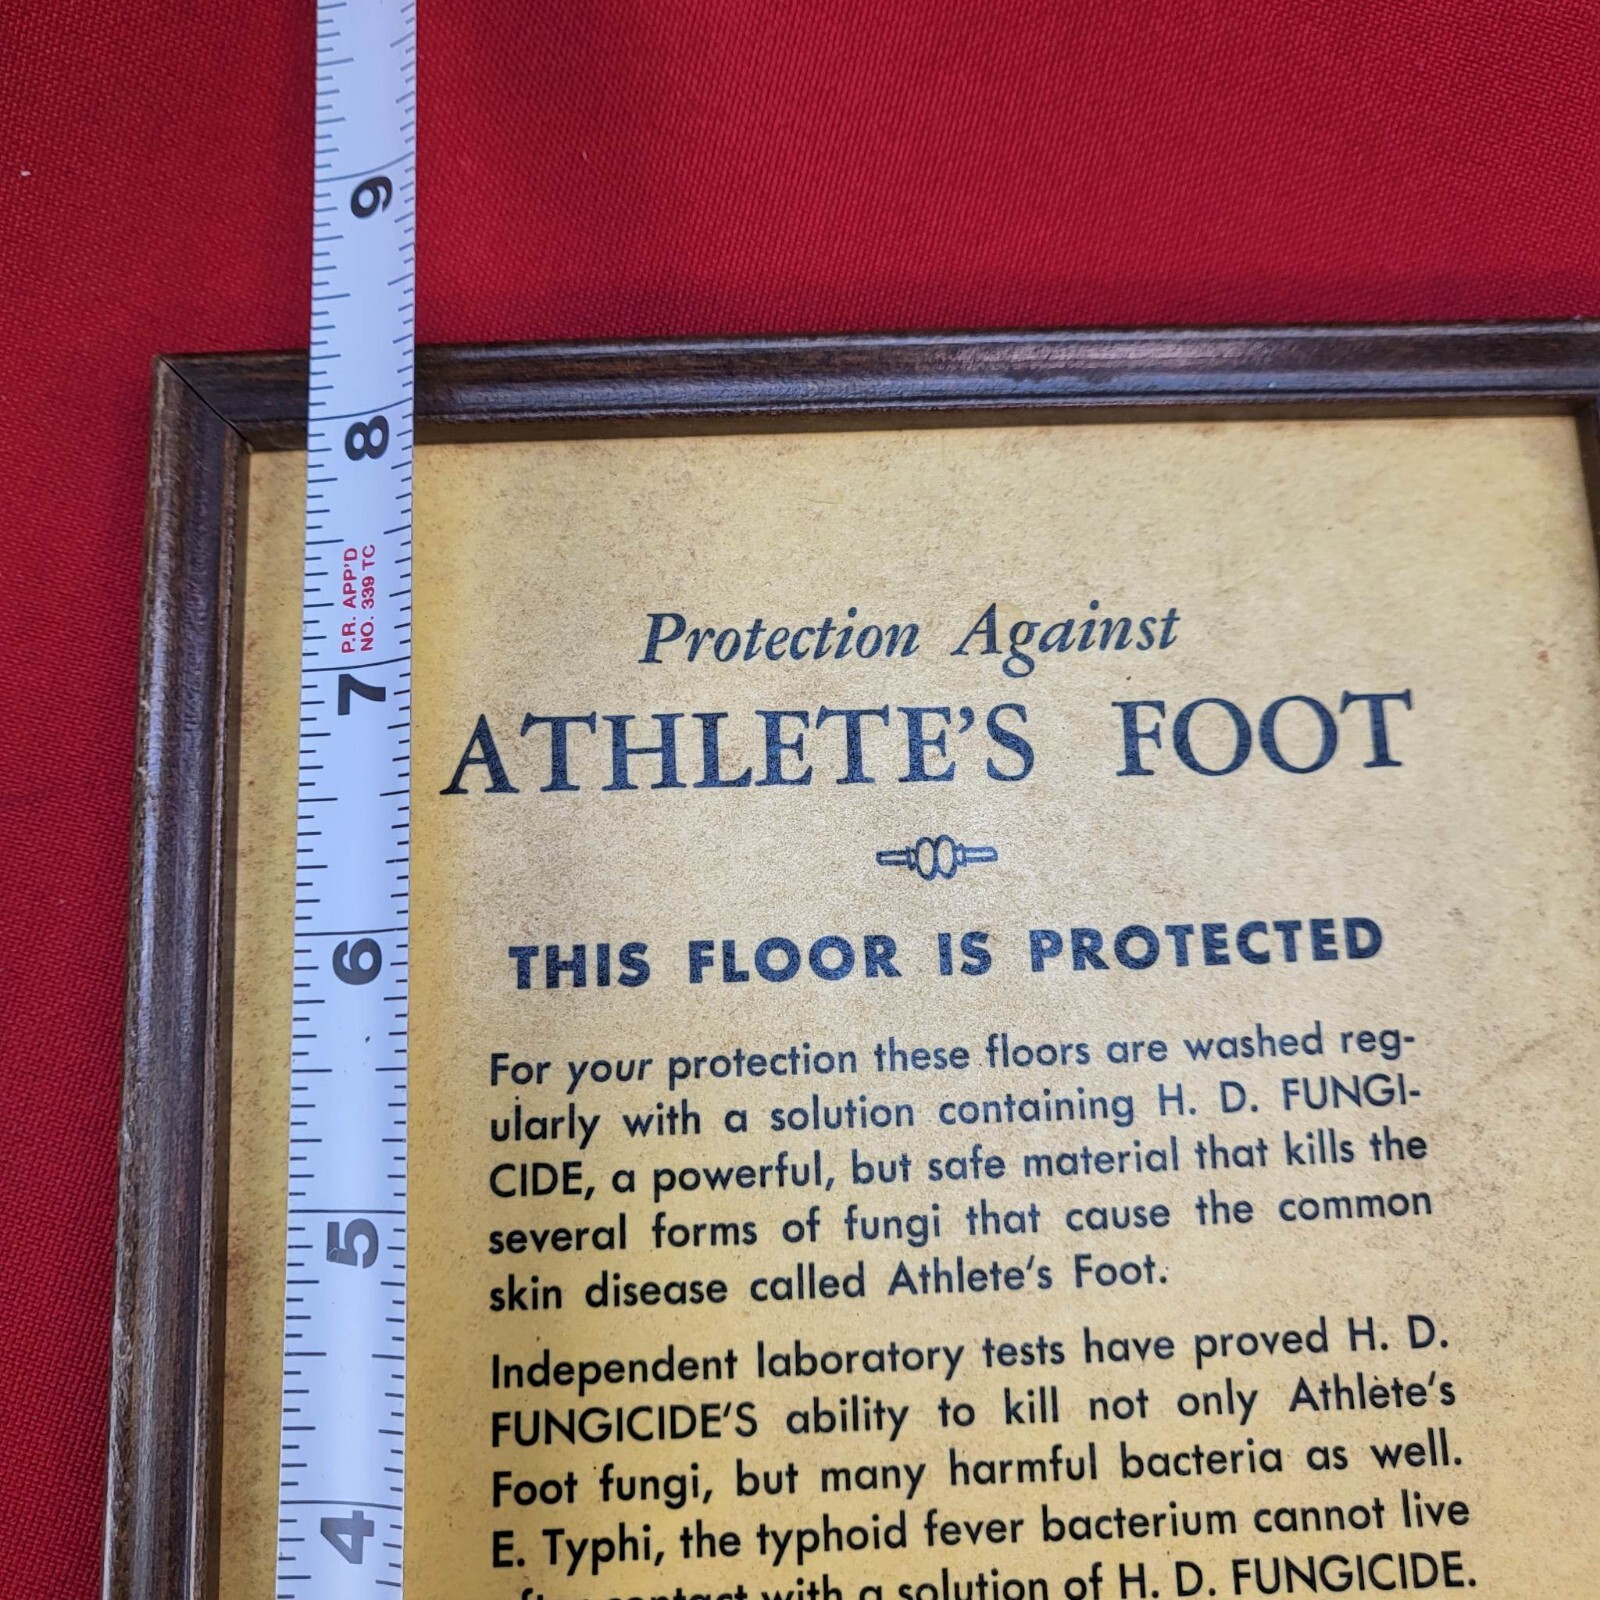 9
8
P.R. APP'D
NO. 339 TC
7
6
5
4
Protection Against
ATHLETE'S FOOT
THIS FLOOR IS PROTECTED
For your protection these floors are washed reg-
ularly with a solution containing H. D. FUNGI-
CIDE, a powerful, but safe material that kills the
several forms of fungi that cause the common
skin disease called Athlete's Foot.
Independent laboratory tests have proved H. D.
FUNGICIDE'S ability to kill not only Athlete's
Foot fungi, but many harmful bacteria as well.
E. Typhi, the typhoid fever bacterium cannot live
after contact with a solution of H. D. FUNGICIDE.